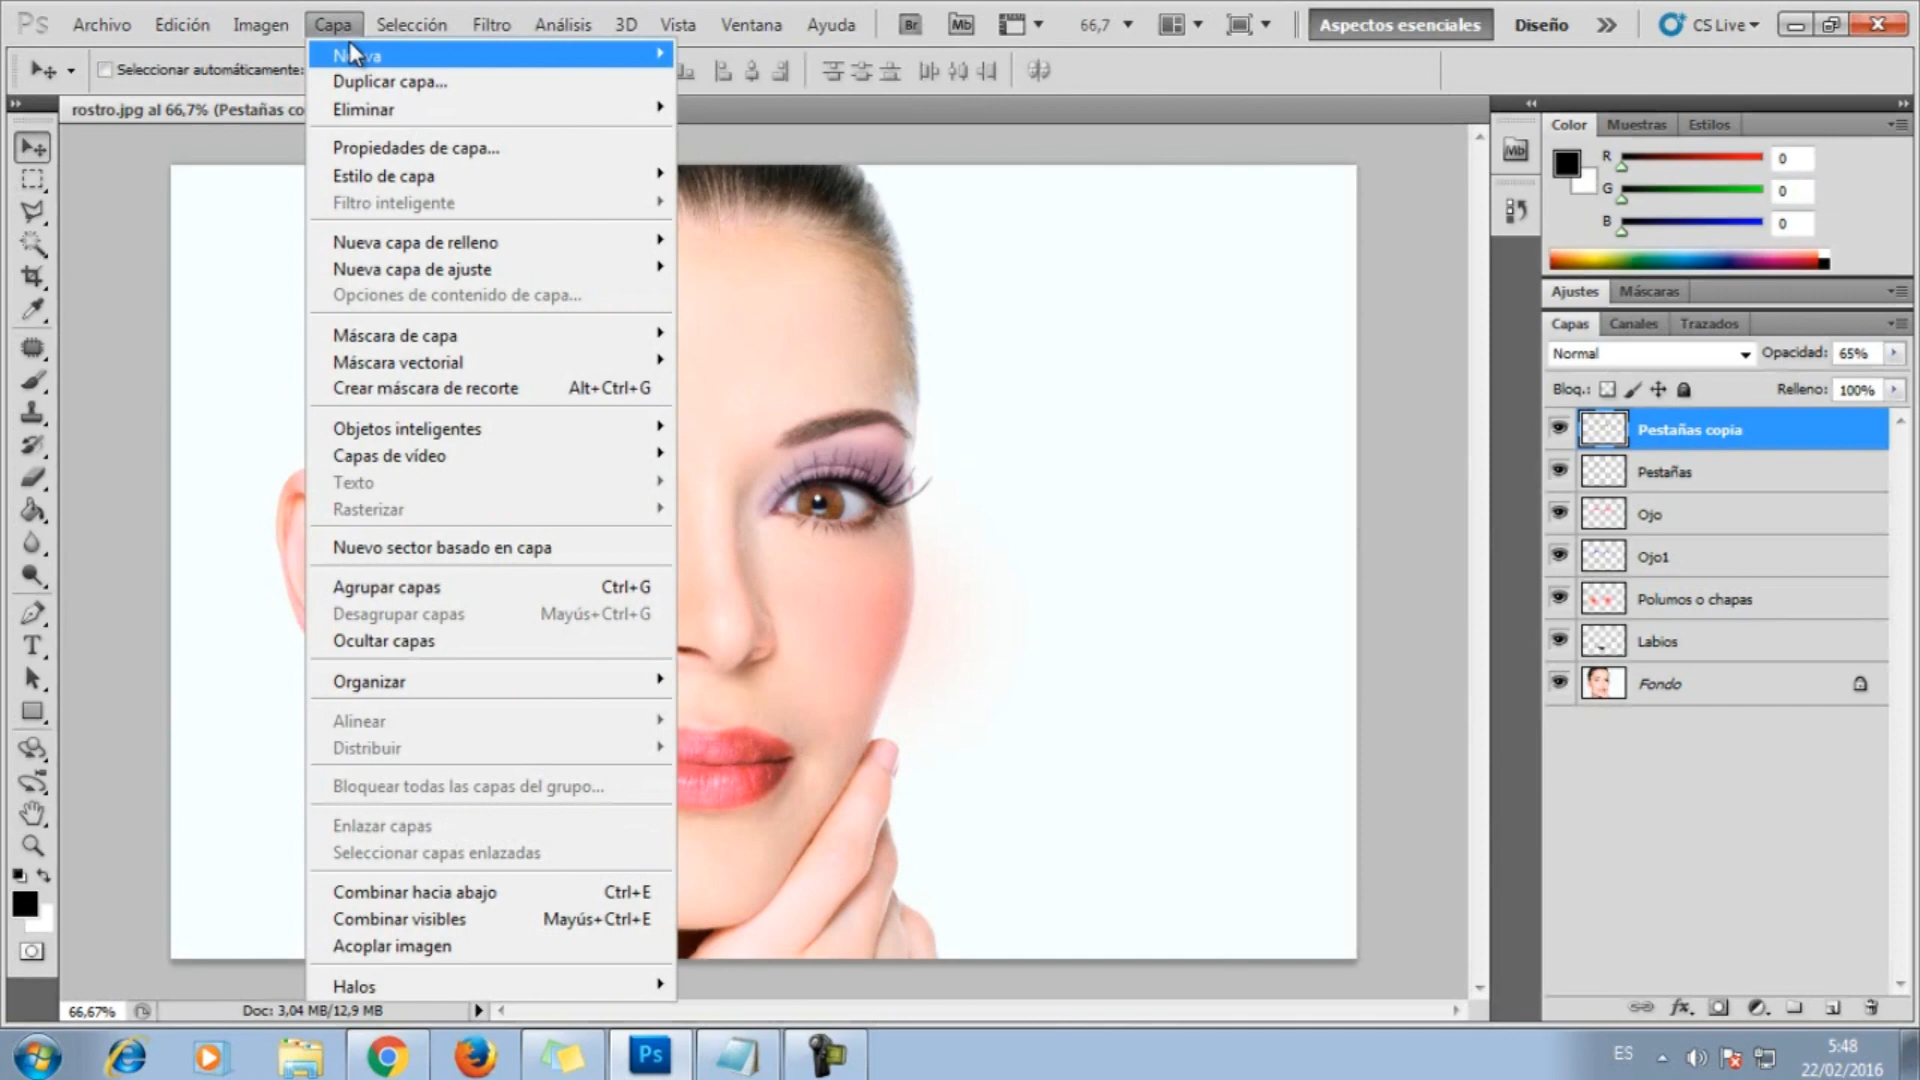 Ps Archivo Edición Imagen Capa Selección Filtro Análisis 3D Vista Ventana Ayuda Br Mb 66,7 Aspectos esenciales Diseño CS Live
Seleccionar automáticamente:
rostro.jpg al 66,7% (Pestañas co
Nueva
Duplicar capa...
Eliminar
Propiedades de capa...
Estilo de capa
Filtro inteligente
Nueva capa de relleno
Nueva capa de ajuste
Opciones de contenido de capa...
Máscara de capa
Máscara vectorial
Crear máscara de recorte Alt+Ctrl+G
Objetos inteligentes
Capas de vídeo
Texto
Rasterizar
Nuevo sector basado en capa
Agrupar capas Ctrl+G
Desagrupar capas Mayús+Ctrl+G
Ocultar capas
Organizar
Alinear
Distribuir
Bloquear todas las capas del grupo...
Enlazar capas
Seleccionar capas enlazadas
Combinar hacia abajo Ctrl+E
Combinar visibles Mayús+Ctrl+E
Acoplar imagen
Halos
Mb
Color Muestras Estilos
R 0
G 0
B 0
Ajustes Máscaras
Capas Canales Trazados
Normal Opacidad: 65%
Bloq.: Relleno: 100%
Pestañas copia
Pestañas
Ojo
Ojo1
Polumos o chapas
Labios
Fondo
fx
T
66,67% Doc: 3,04 MB/12,9 MB
Ps
ES
5:48
22/02/2016